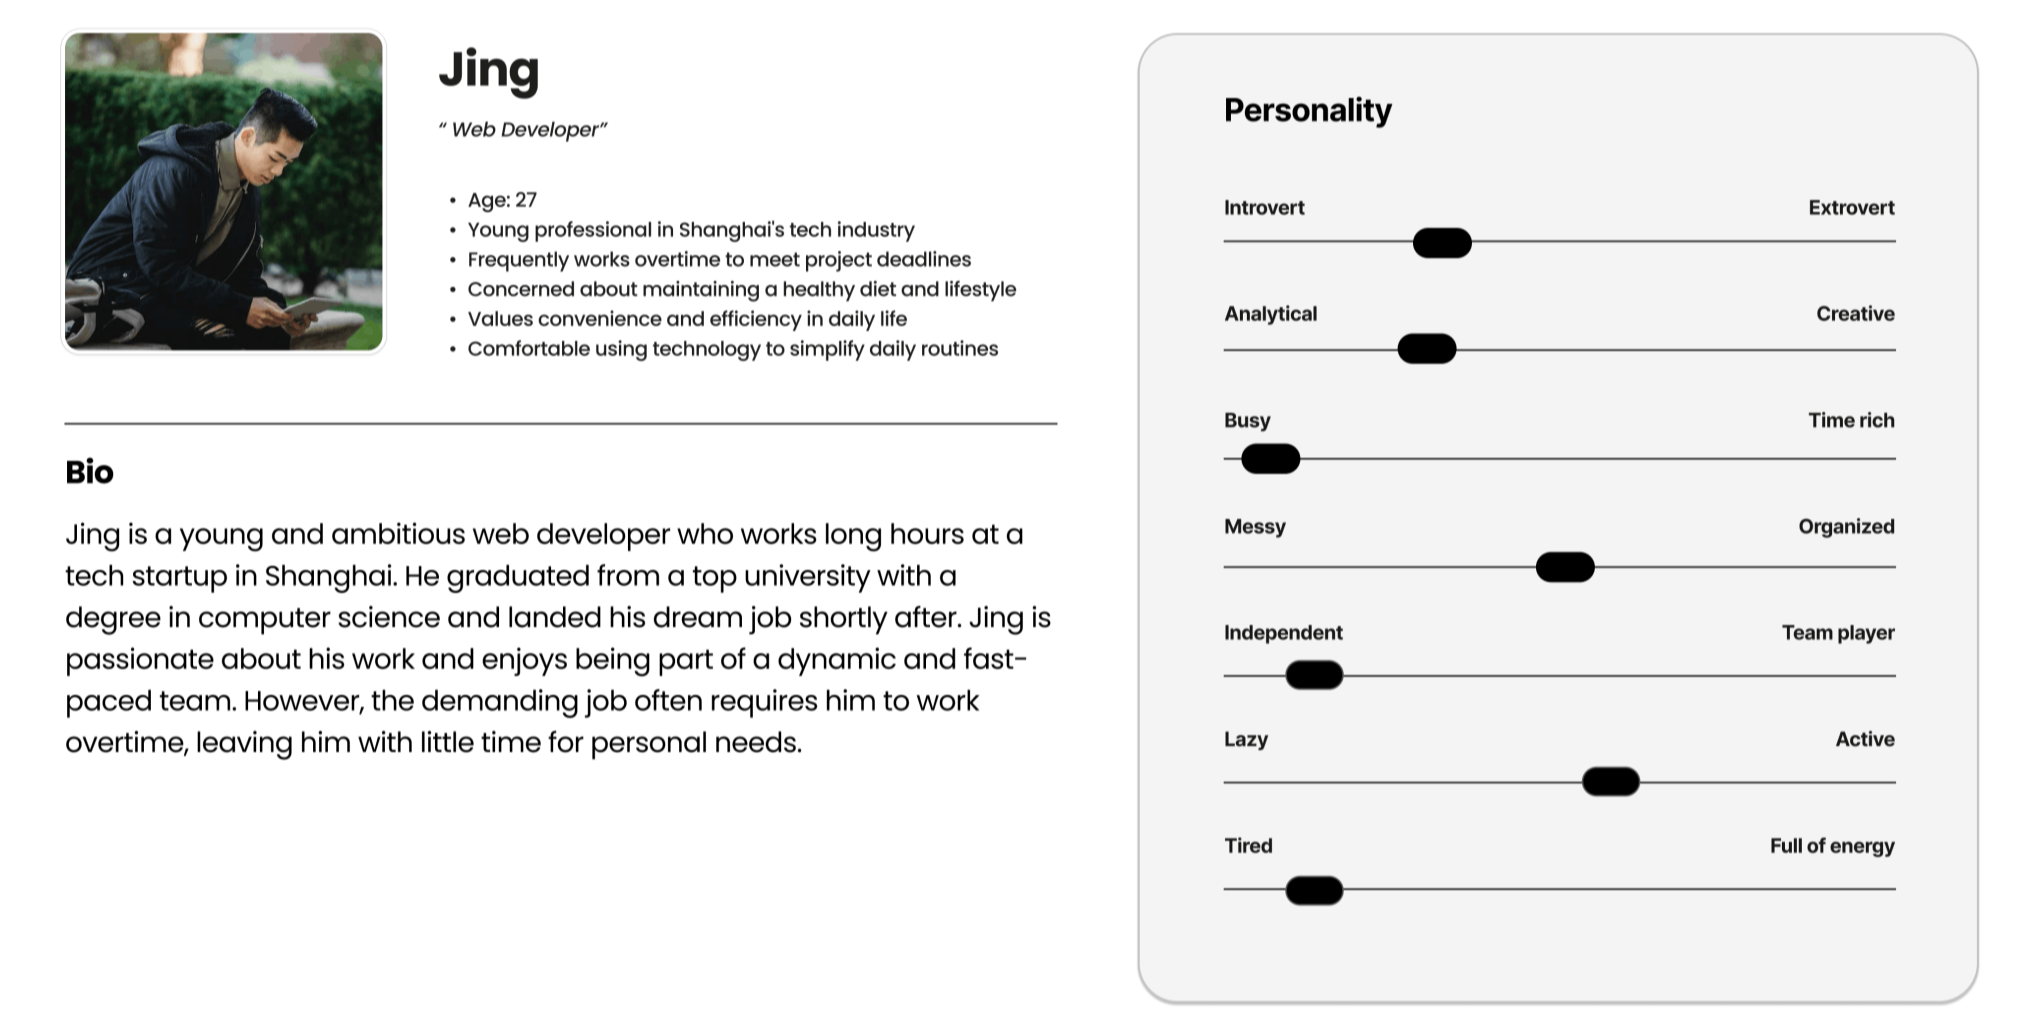 Jing
“ Web Developer”
• Age: 27
• Young professional in Shanghai's tech industry
• Frequently works overtime to meet project deadlines
• Concerned about maintaining a healthy diet and lifestyle
• Values convenience and efficiency in daily life
• Comfortable using technology to simplify daily routines
Bio
Jing is a young and ambitious web developer who works long hours at a
tech startup in Shanghai. He graduated from a top university with a
degree in computer science and landed his dream job shortly after. Jing is
passionate about his work and enjoys being part of a dynamic and fast-
paced team. However, the demanding job often requires him to work
overtime, leaving him with little time for personal needs.
Personality
Introvert Extrovert
Analytical Creative
Busy Time rich
Messy Organized
Independent Team player
Lazy Active
Tired Full of energy